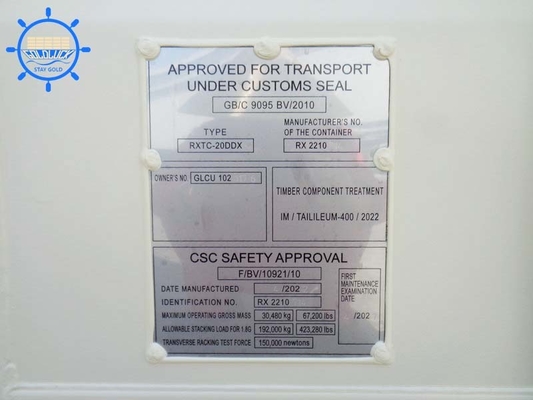 GOLDLUCK
STAY GOLD
APPROVED FOR TRANSPORT
UNDER CUSTOMS SEAL
GB/C 9095 BV/2010
TYPE
MANUFACTURER'S NO.
OF THE CONTAINER
RXTC-20DDX
RX 2210
OWNER'S NO.
GLCU 102
TIMBER COMPONENT TREATMENT
IM / TAILILEUM-400 / 2022
CSC SAFETY APPROVAL
F/BV/10921/10
DATE MANUFACTURED
/202
IDENTIFICATION NO.
RX 2210
MAXIMUM OPERATING GROSS MASS
30,480 kg
67,200 lbs
ALLOWABLE STACKING LOAD FOR 1.8G
192,000 kg
423,280 lbs
TRANSVERSE RACKING TEST FORCE
150,000 newtons
FIRST
MAINTENANCE
EXAMINATION
DATE
/202